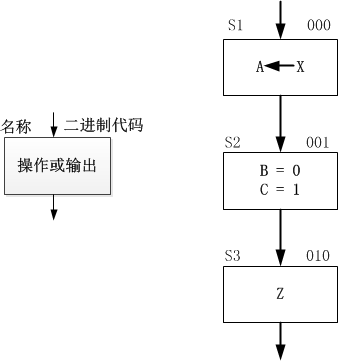 名称 二进制代码
操作或输出
S1 000
A X
S2 001
B = 0
C = 1
S3 010
Z